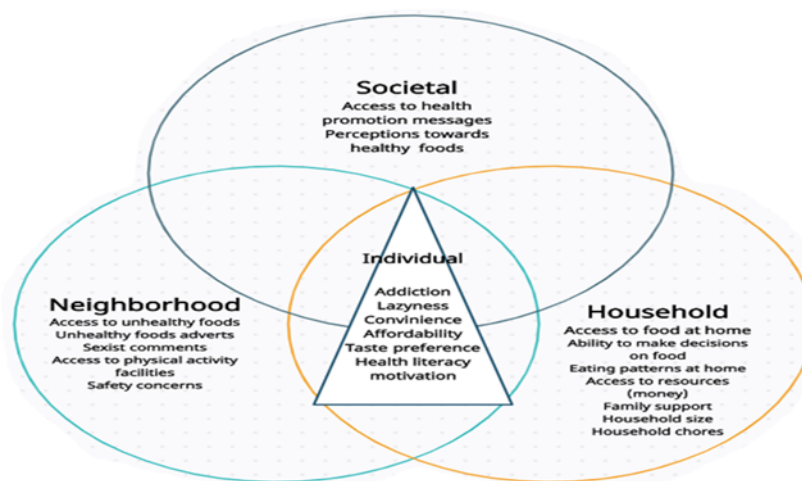 Societal
Access to health
promotion messages
Perceptions towards
healthy foods
Individual
Addiction
Lazyness
Convinience
Affordability
Taste preference
Health literacy
motivation
Neighborhood
Access to unhealthy foods
Unhealthy foods adverts
Sexist comments
Access to physical activity
facilities
Safety concerns
Household
Access to food at home
Ability to make decisions
on food
Eating patterns at home
Access to resources
(money)
Family support
Household size
Household chores